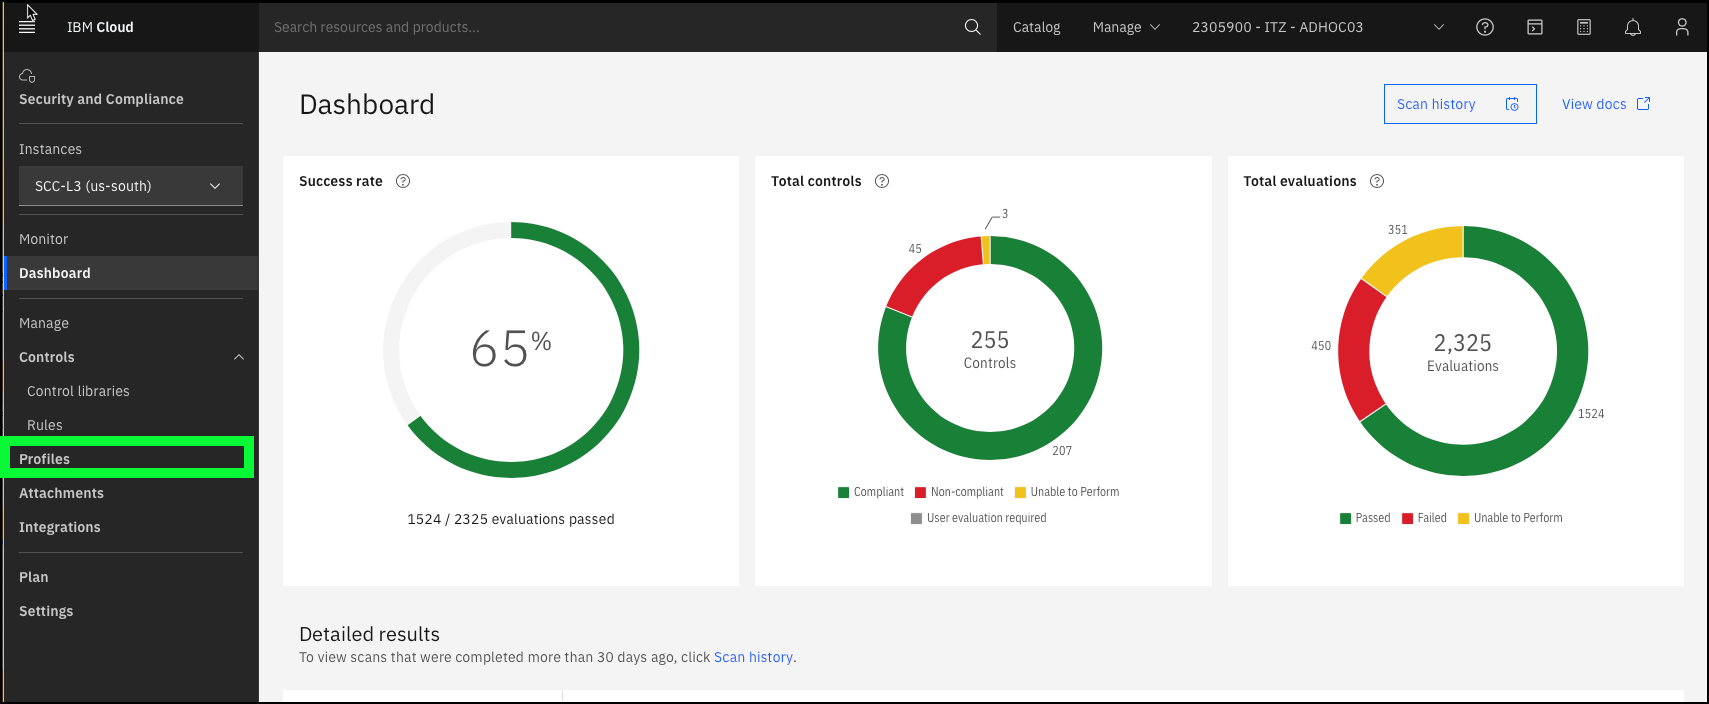 IBM Cloud
Search resources and products...
Catalog
Manage
2305900 - ITZ - ADHOC03
Security and Compliance
Instances
SCC-L3 (us-south)
Monitor
Dashboard
Manage
Controls
Control libraries
Rules
Profiles
Attachments
Integrations
Plan
Settings
Dashboard
Scan history
View docs
Success rate
65%
1524 / 2325 evaluations passed
Total controls
3
45
255
Controls
207
Compliant Non-compliant Unable to Perform
User evaluation required
Total evaluations
351
450
2,325
Evaluations
1524
Passed Failed Unable to Perform
Detailed results
To view scans that were completed more than 30 days ago, click Scan history.